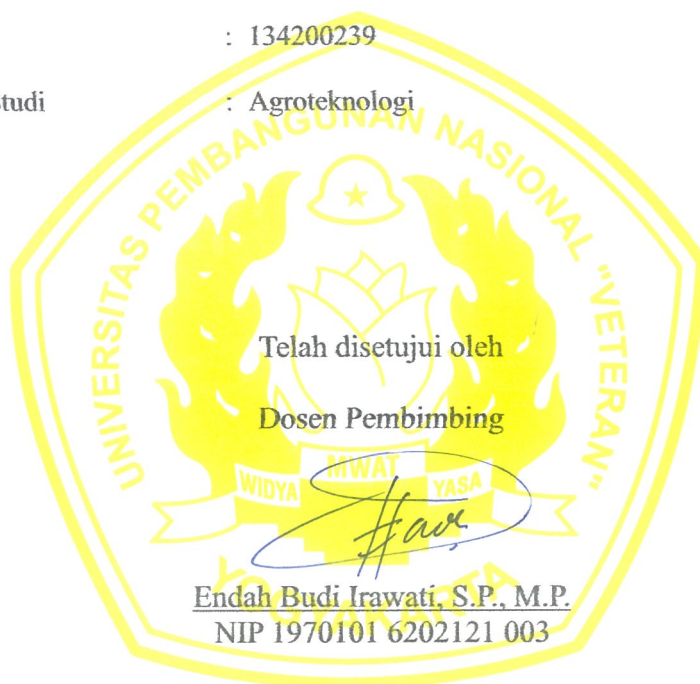 : 134200239
tudi : Agroteknologi
UNIVERSITAS PEMBANGUNAN NASIONAL "VETERAN"
Telah disetujui oleh
Dosen Pembimbing
WIDYA MWAT YASA
YOGYAKARTA
Endah Budi Irawati, S.P., M.P.
NIP 1970101 6202121 003